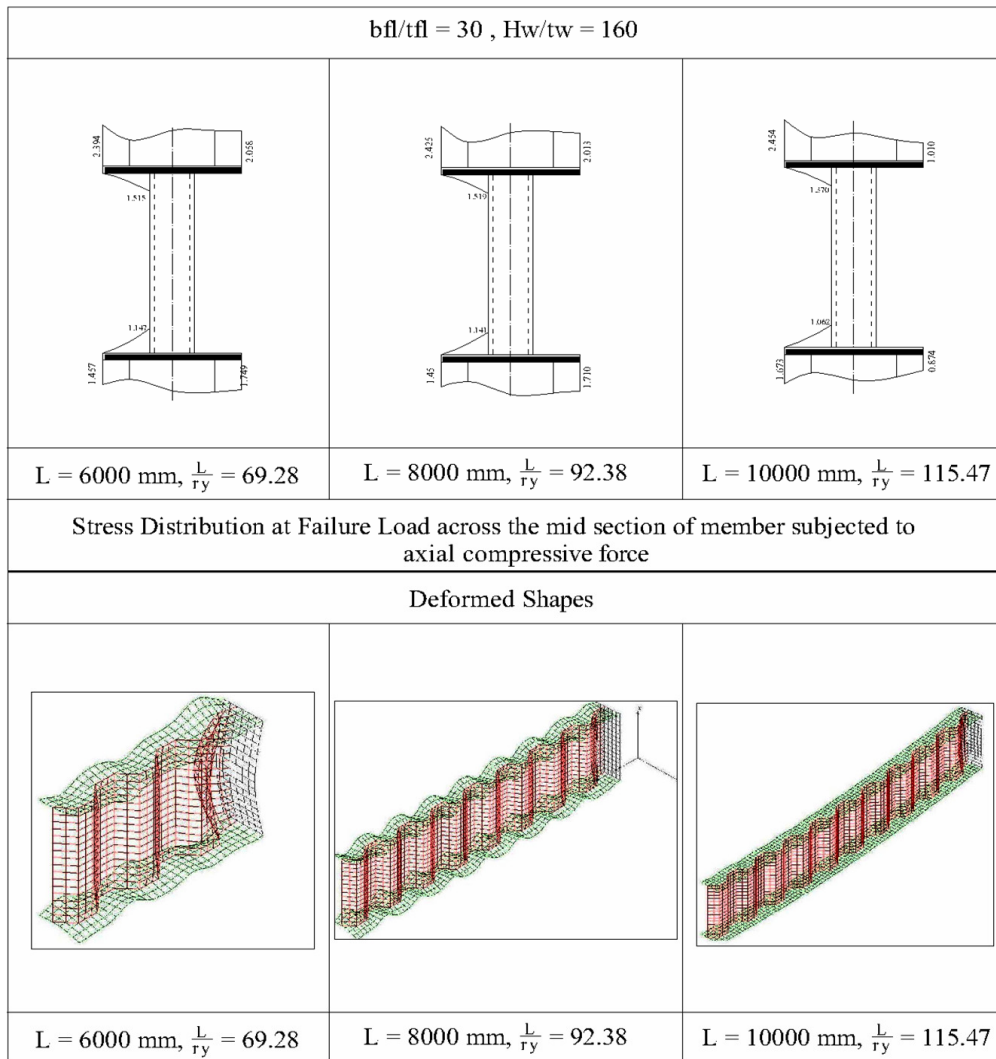 bfl/tfl = 30 , Hw/tw = 160
2.394
2.058
1.515
1.147
1.457
1.749
2.425
2.013
1.519
1.141
1.45
1.710
2.454
1.010
1.370
1.062
1.673
0.874
L = 6000 mm, L/ry = 69.28
L = 8000 mm, L/ry = 92.38
L = 10000 mm, L/ry = 115.47
Stress Distribution at Failure Load across the mid section of member subjected to
axial compressive force
Deformed Shapes
L = 6000 mm, L/ry = 69.28
L = 8000 mm, L/ry = 92.38
L = 10000 mm, L/ry = 115.47